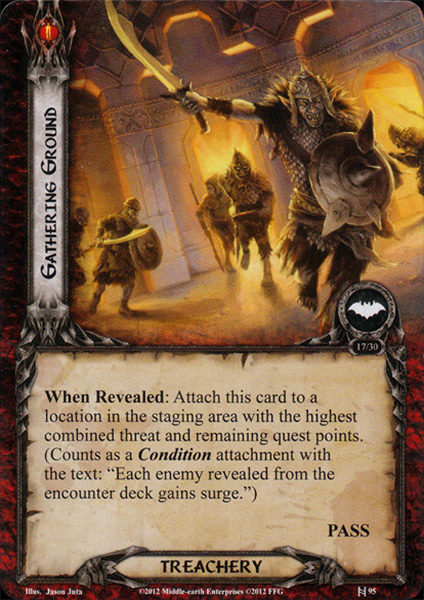 GATHERING GROUND
17/30
When Revealed: Attach this card to a
location in the staging area with the highest
combined threat and remaining quest points.
(Counts as a Condition attachment with
the text: “Each enemy revealed from the
encounter deck gains surge.”)
PASS
TREACHERY
Illus. Jason Juta ©2012 Middle-earth Enterprises ©2012 FFG 95